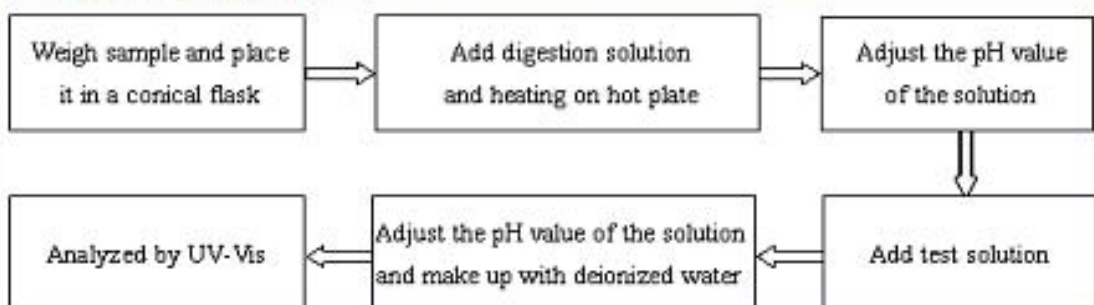 Weigh sample and place
it in a conical flask
Add digestion solution
and heating on hot plate
Adjust the pH value
of the solution
Add test solution
Adjust the pH value of the solution
and make up with deionized water
Analyzed by UV-Vis